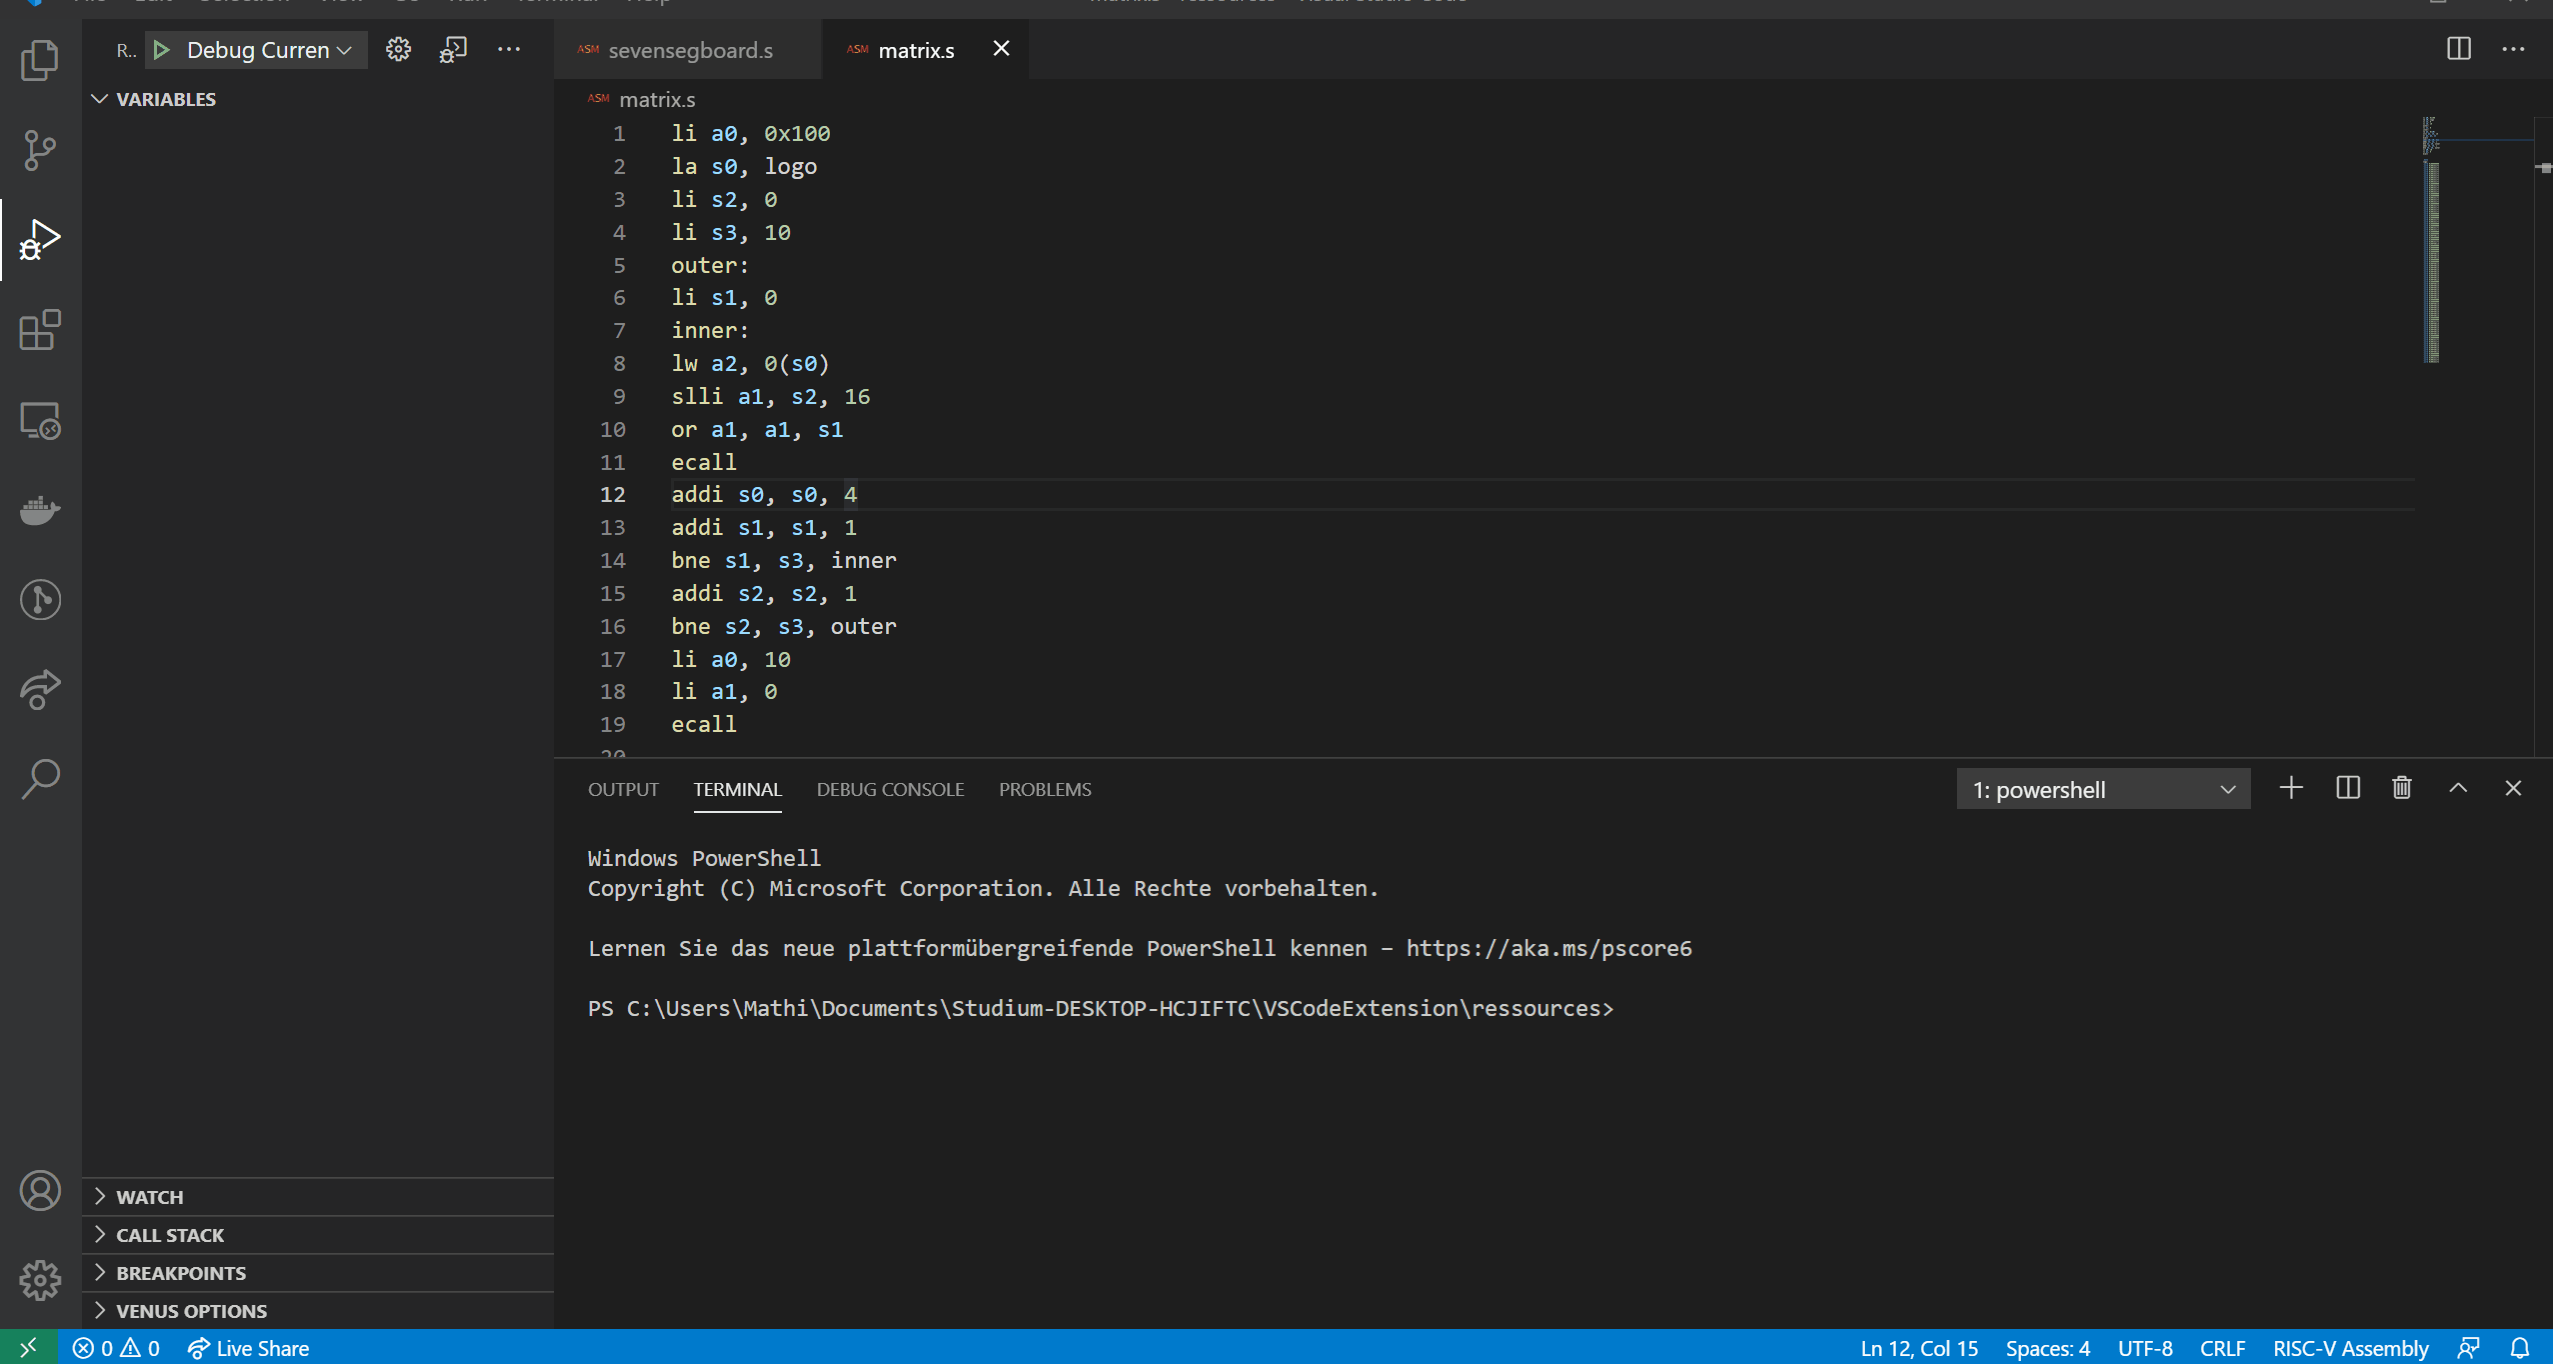 R.. Debug Curren
VARIABLES
WATCH
CALL STACK
BREAKPOINTS
VENUS OPTIONS
ASM sevensegboard.s
ASM matrix.s
ASM matrix.s
1 li a0, 0x100
2 la s0, logo
3 li s2, 0
4 li s3, 10
5 outer:
6 li s1, 0
7 inner:
8 lw a2, 0(s0)
9 slli a1, s2, 16
10 or a1, a1, s1
11 ecall
12 addi s0, s0, 4
13 addi s1, s1, 1
14 bne s1, s3, inner
15 addi s2, s2, 1
16 bne s2, s3, outer
17 li a0, 10
18 li a1, 0
19 ecall
20
OUTPUT TERMINAL DEBUG CONSOLE PROBLEMS
1: powershell
Windows PowerShell
Copyright (C) Microsoft Corporation. Alle Rechte vorbehalten.
Lernen Sie das neue plattformübergreifende PowerShell kennen – https://aka.ms/pscore6
PS C:\Users\Mathi\Documents\Studium-DESKTOP-HCJIFTC\VSCodeExtension\ressources>
0 0 Live Share
Ln 12, Col 15 Spaces: 4 UTF-8 CRLF RISC-V Assembly